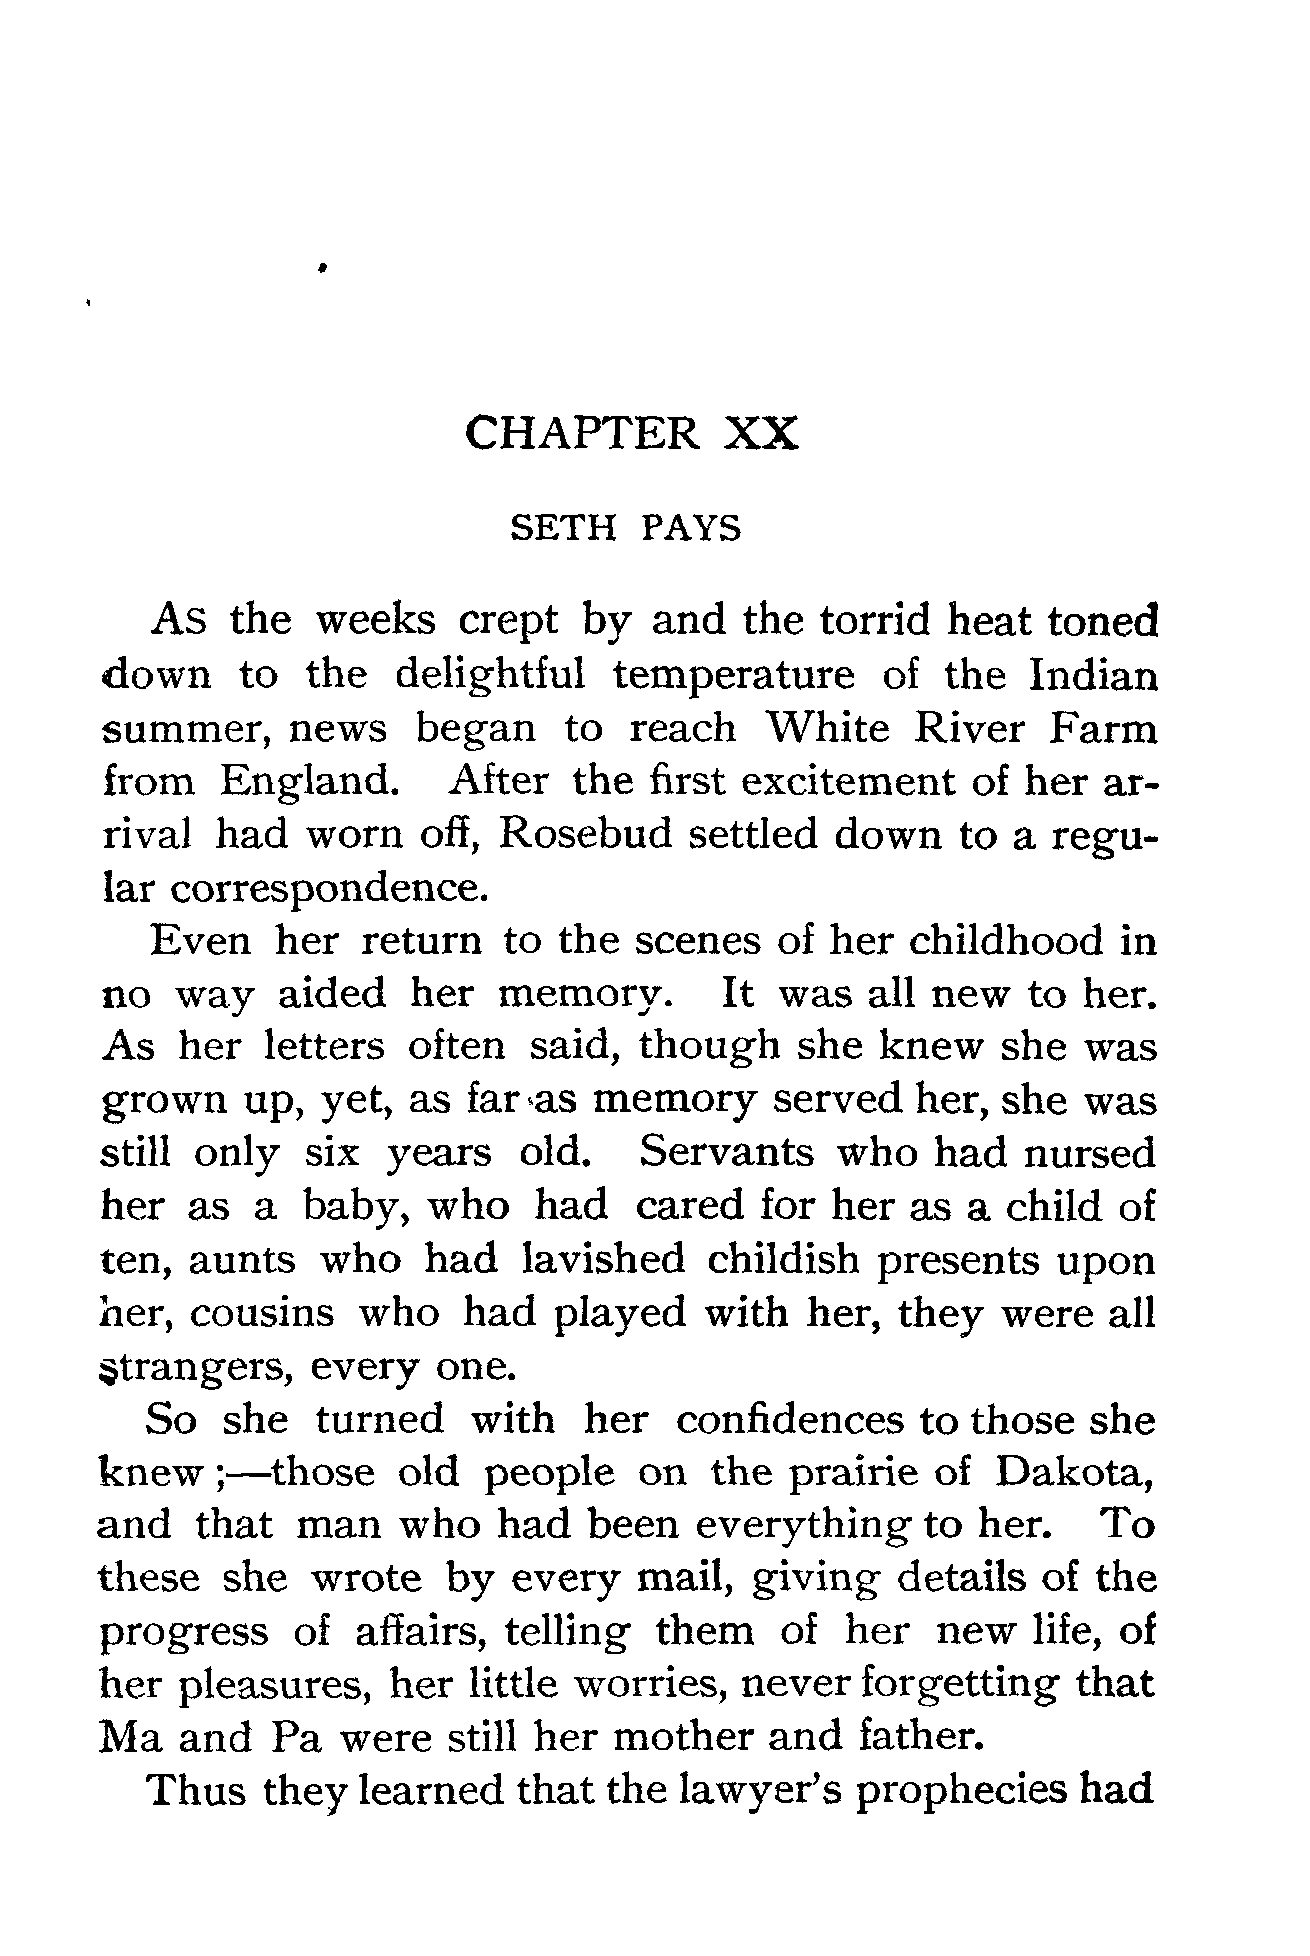 CHAPTER XX
SETH PAYS
As the weeks crept by and the torrid heat toned
down to the delightful temperature of the Indian
summer, news began to reach White River Farm
from England. After the first excitement of her ar-
rival had worn off, Rosebud settled down to a regu-
lar correspondence.
Even her return to the scenes of her childhood in
no way aided her memory. It was all new to her.
As her letters often said, though she knew she was
grown up, yet, as far as memory served her, she was
still only six years old. Servants who had nursed
her as a baby, who had cared for her as a child of
ten, aunts who had lavished childish presents upon
her, cousins who had played with her, they were all
strangers, every one.
So she turned with her confidences to those she
knew ;—those old people on the prairie of Dakota,
and that man who had been everything to her. To
these she wrote by every mail, giving details of the
progress of affairs, telling them of her new life, of
her pleasures, her little worries, never forgetting that
Ma and Pa were still her mother and father.
Thus they learned that the lawyer's prophecies had